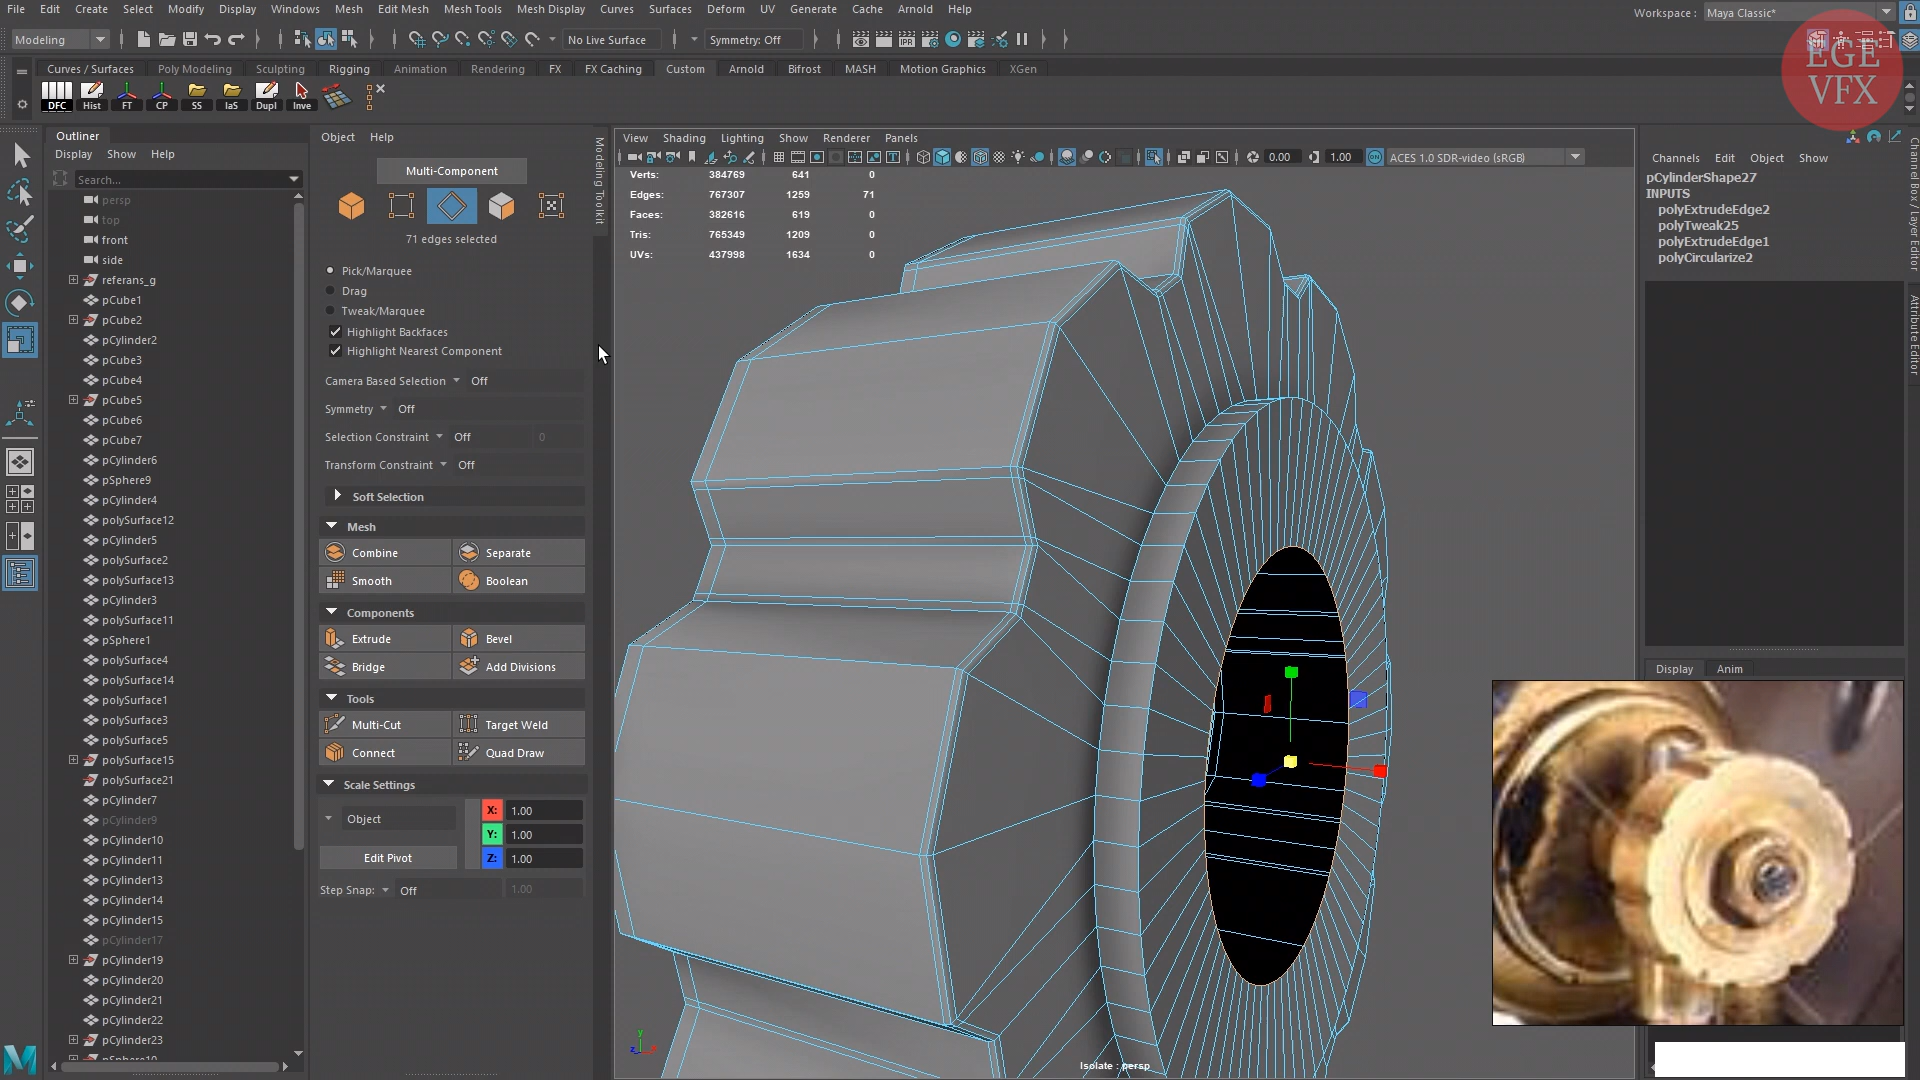 File Edit Create Select Modify Display Windows Mesh Edit Mesh Mesh Tools Mesh Display Curves Surfaces Deform UV Generate Cache Arnold Help
Workspace : Maya Classic*
Modeling
No Live Surface
Symmetry: Off
EGE
VFX
Curves / Surfaces Poly Modeling Sculpting Rigging Animation Rendering FX FX Caching Custom Arnold Bifrost MASH Motion Graphics XGen
DFC Hist FT CP SS IaS Dupl Inve
Outliner
Display Show Help
Search...
persp
top
front
side
referans_g
pCube1
pCube2
pCylinder2
pCube3
pCube4
pCube5
pCube6
pCube7
pCylinder6
pSphere9
pCylinder4
polySurface12
pCylinder5
polySurface2
polySurface13
pCylinder3
polySurface11
pSphere1
polySurface4
polySurface14
polySurface1
polySurface3
polySurface5
polySurface15
polySurface21
pCylinder7
pCylinder9
pCylinder10
pCylinder11
pCylinder13
pCylinder14
pCylinder15
pCylinder17
pCylinder19
pCylinder20
pCylinder21
pCylinder22
pCylinder23
pSphere10
Object Help
Multi-Component
71 edges selected
Pick/Marquee
Drag
Tweak/Marquee
Highlight Backfaces
Highlight Nearest Component
Camera Based Selection Off
Symmetry Off
Selection Constraint Off 0
Transform Constraint Off
Soft Selection
Mesh
Combine Separate
Smooth Boolean
Components
Extrude Bevel
Bridge Add Divisions
Tools
Multi-Cut Target Weld
Connect Quad Draw
Scale Settings
Object
X: 1.00
Y: 1.00
Z: 1.00
Edit Pivot
Step Snap: Off 1.00
Modeling Toolkit
View Shading Lighting Show Renderer Panels
0.00 1.00 ACES 1.0 SDR-video (sRGB)
Verts: 384769 641 0
Edges: 767307 1259 71
Faces: 382616 619 0
Tris: 765349 1209 0
UVs: 437998 1634 0
Isolate : persp
Channels Edit Object Show
pCylinderShape27
INPUTS
polyExtrudeEdge2
polyTweak25
polyExtrudeEdge1
polyCircularize2
Display Anim
Channel Box / Layer Editor
Attribute Editor